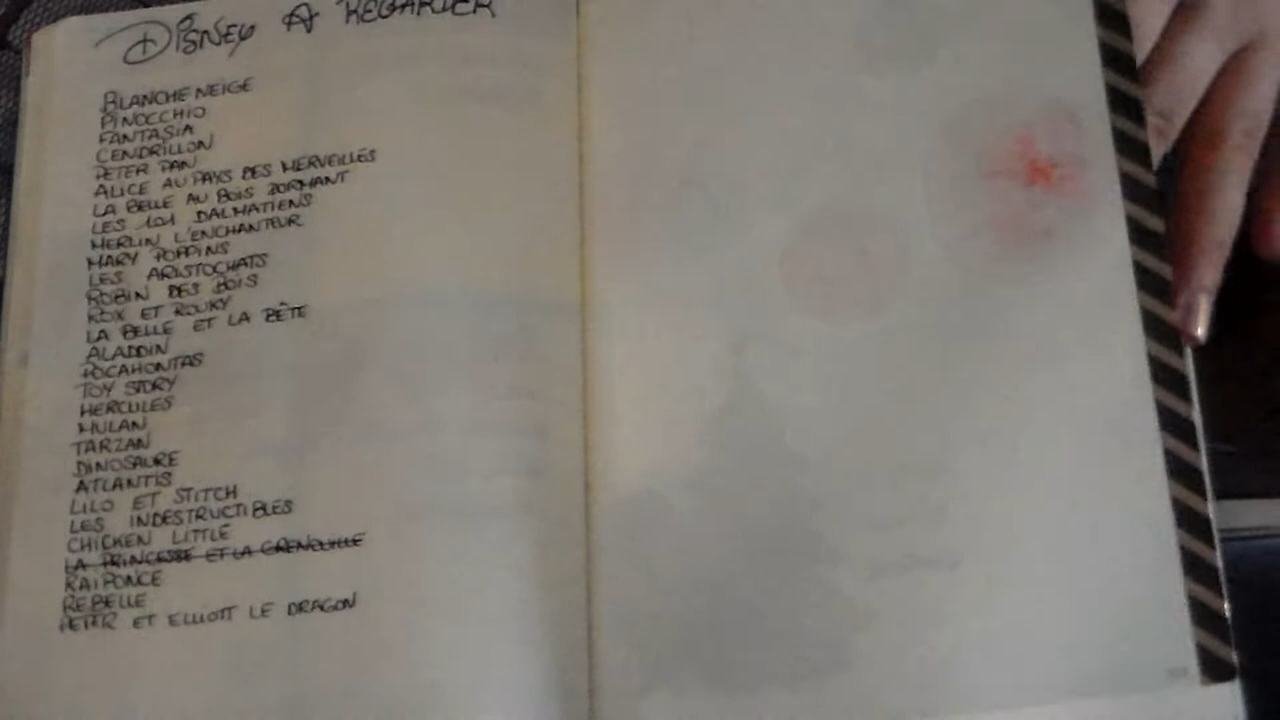 DISNEY A REGARDER
BLANCHE NEIGE
PINOCCHIO
FANTASIA
CENDRILLON
PETER PAN
ALICE AU PAYS DES MERVEILLES
LA BELLE AU BOIS DORMANT
LES 101 DALMATIENS
MERLIN L'ENCHANTEUR
MARY POPPINS
LES ARISTOCHATS
ROBIN DES BOIS
ROX ET ROUKY
LA BELLE ET LA BÊTE
ALADDIN
POCAHONTAS
TOY STORY
HERCULES
MULAN
TARZAN
DINOSAURE
ATLANTIS
LILO ET STITCH
LES INDESTRUCTIBLES
CHICKEN LITTLE
LA PRINCESSE ET LA GRENOUILLE
RAIPONCE
REBELLE
PETER ET ELLIOTT LE DRAGON